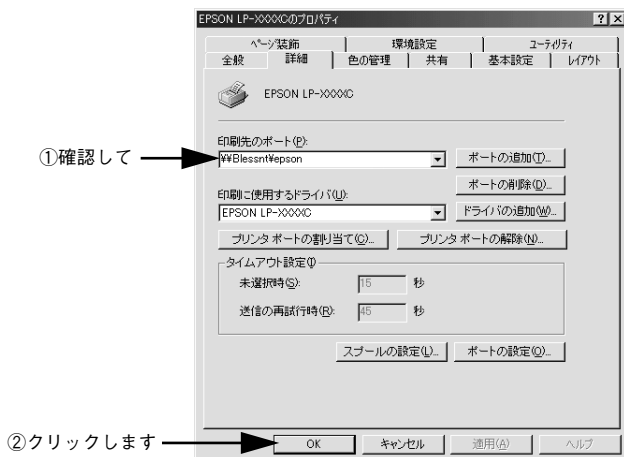 EPSON LP-XXXXCのプロパティ
ページ装飾 環境設定 ユーティリティ
全般 詳細 色の管理 共有 基本設定 レイアウト
EPSON LP-XXXXC
印刷先のポート(P):
①確認して
¥¥Blessnt¥epson ポートの追加(T)...
ポートの削除(D)...
印刷に使用するドライバ(U):
EPSON LP-XXXXC ドライバの追加(W)...
プリンタ ポートの割り当て(C)... プリンタ ポートの解除(N)...
タイムアウト設定(I)
未選択時(S): 15 秒
送信の再試行時(R): 45 秒
スプールの設定(L)... ポートの設定(O)...
②クリックします
OK キャンセル 適用(A) ヘルプ